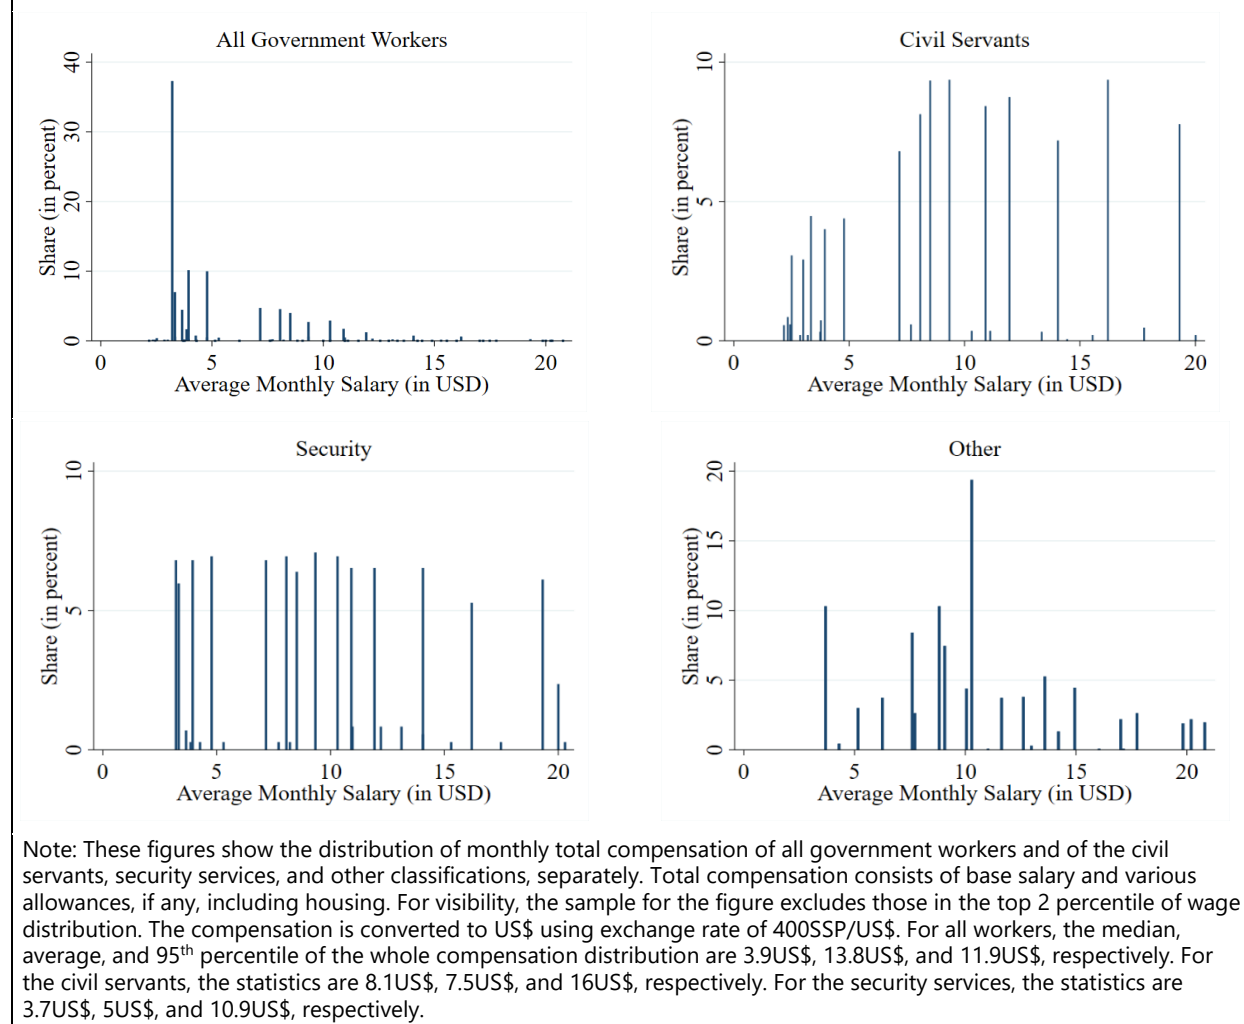 All Government Workers
40
30
20
10
0
Share (in percent)
0 5 10 15 20
Average Monthly Salary (in USD)
Civil Servants
10
5
0
Share (in percent)
0 5 10 15 20
Average Monthly Salary (in USD)
Security
10
5
0
Share (in percent)
0 5 10 15 20
Average Monthly Salary (in USD)
Other
20
15
10
5
0
Share (in percent)
0 5 10 15 20
Average Monthly Salary (in USD)
Note: These figures show the distribution of monthly total compensation of all government workers and of the civil
servants, security services, and other classifications, separately. Total compensation consists of base salary and various
allowances, if any, including housing. For visibility, the sample for the figure excludes those in the top 2 percentile of wage
distribution. The compensation is converted to US$ using exchange rate of 400SSP/US$. For all workers, the median,
average, and 95th percentile of the whole compensation distribution are 3.9US$, 13.8US$, and 11.9US$, respectively. For
the civil servants, the statistics are 8.1US$, 7.5US$, and 16US$, respectively. For the security services, the statistics are
3.7US$, 5US$, and 10.9US$, respectively.